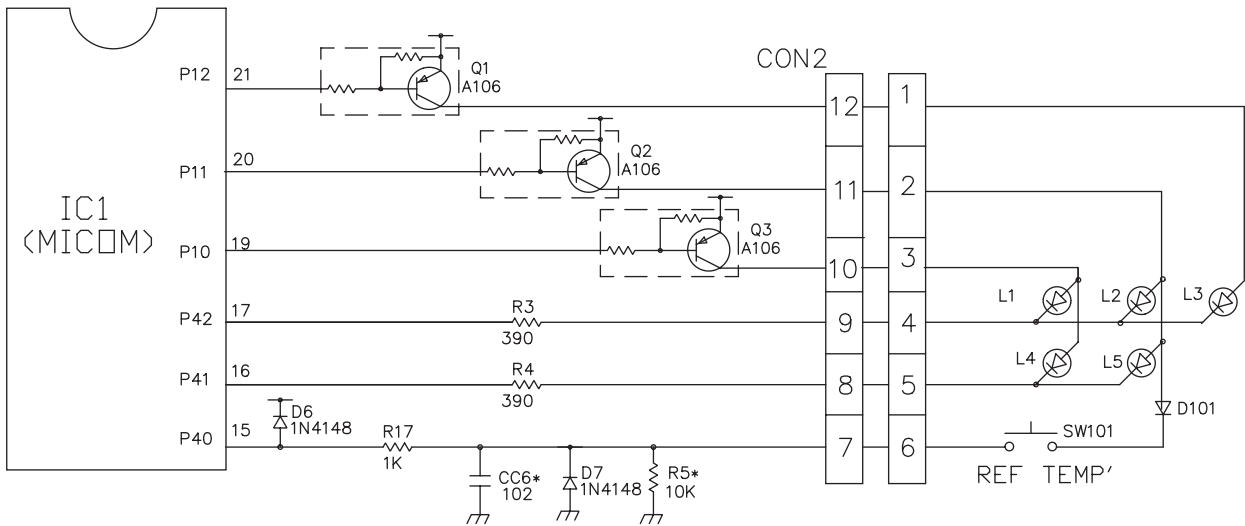 IC1
(MICOM)
P12
21
P11
20
P10
19
P42
17
P41
16
P40
15
Q1
A106
Q2
A106
Q3
A106
R3
390
R4
390
D6
1N4148
R17
1K
CC6*
102
D7
1N4148
R5*
10K
CON2
12
11
10
9
8
7
1
2
3
4
5
6
L1
L2
L3
L4
L5
D101
SW101
REF TEMP'